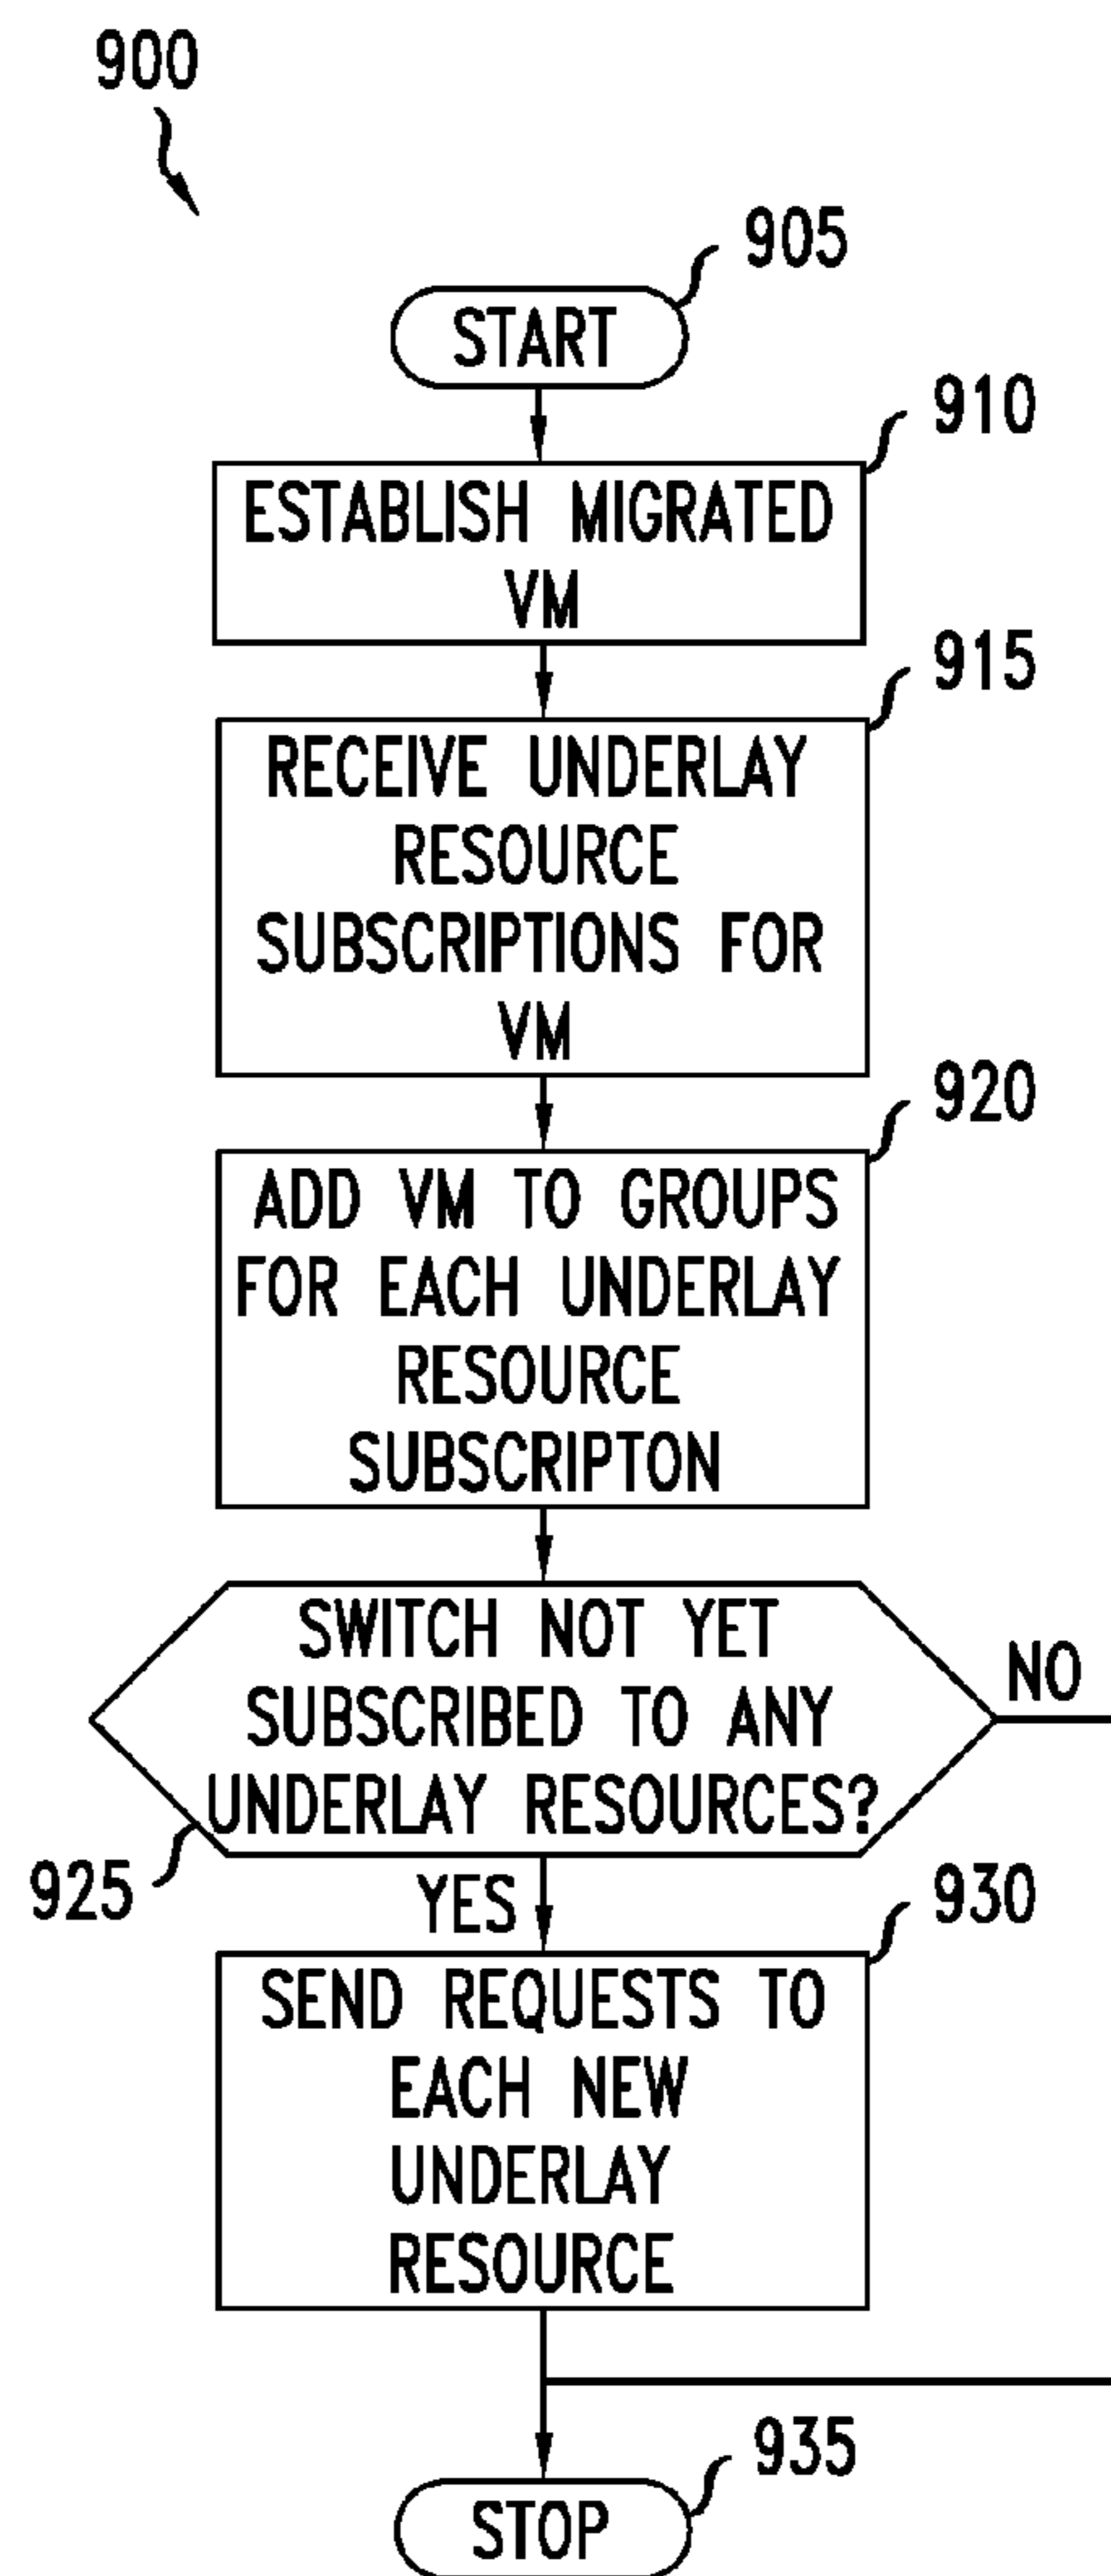 900
905
START
910
ESTABLISH MIGRATED
VM
915
RECEIVE UNDERLAY
RESOURCE
SUBSCRIPTIONS FOR
VM
920
ADD VM TO GROUPS
FOR EACH UNDERLAY
RESOURCE
SUBSCRIPTON
SWITCH NOT YET
SUBSCRIBED TO ANY
UNDERLAY RESOURCES?
NO
925
YES
930
SEND REQUESTS TO
EACH NEW
UNDERLAY
RESOURCE
935
STOP